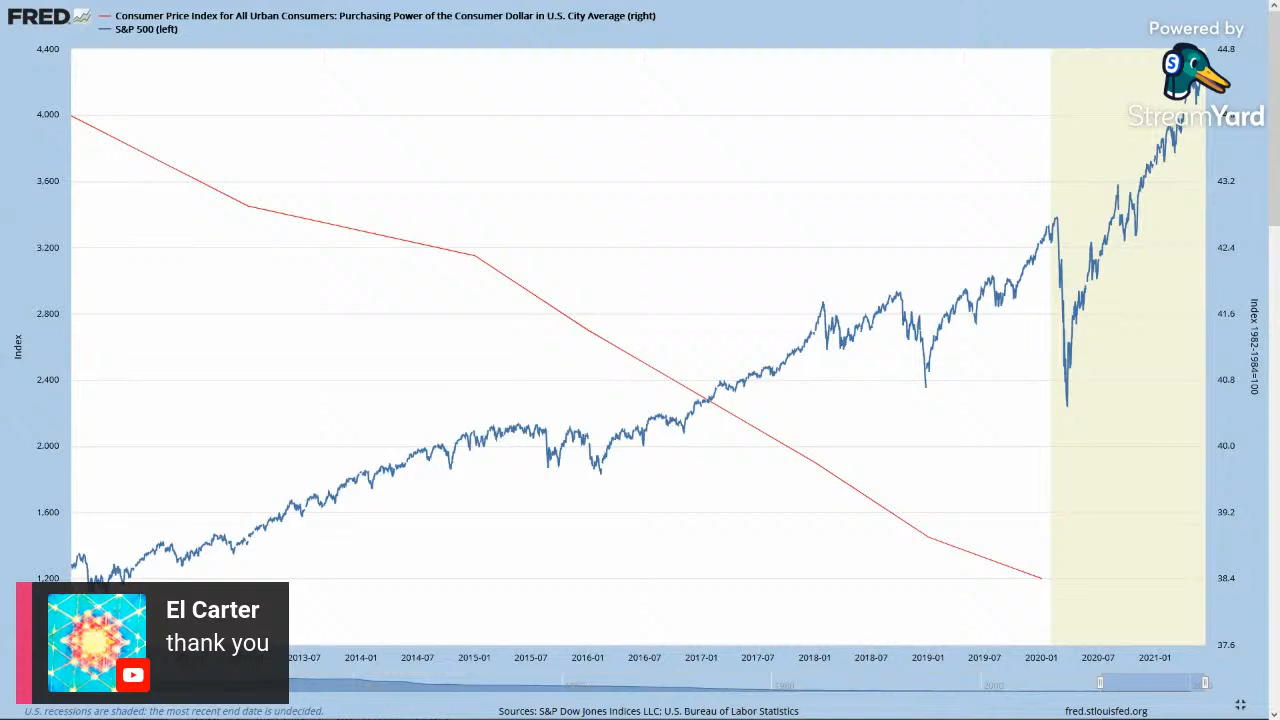 FRED
Consumer Price Index for All Urban Consumers: Purchasing Power of the Consumer Dollar in U.S. City Average (right)
S&P 500 (left)
Powered by
S
StreamYard
4,400
4,000
3,600
3,200
2,800
2,400
2,000
1,600
1,200
Index
44.8
43.2
42.4
41.6
40.8
40.0
39.2
38.4
37.6
Index 1982-1984=100
El Carter
thank you
2013-07
2014-01
2014-07
2015-01
2015-07
2016-01
2016-07
2017-01
2017-07
2018-01
2018-07
2019-01
2019-07
2020-01
2020-07
2021-01
1980
2000
U.S. recessions are shaded; the most recent end date is undecided.
Sources: S&P Dow Jones Indices LLC; U.S. Bureau of Labor Statistics
fred.stlouisfed.org